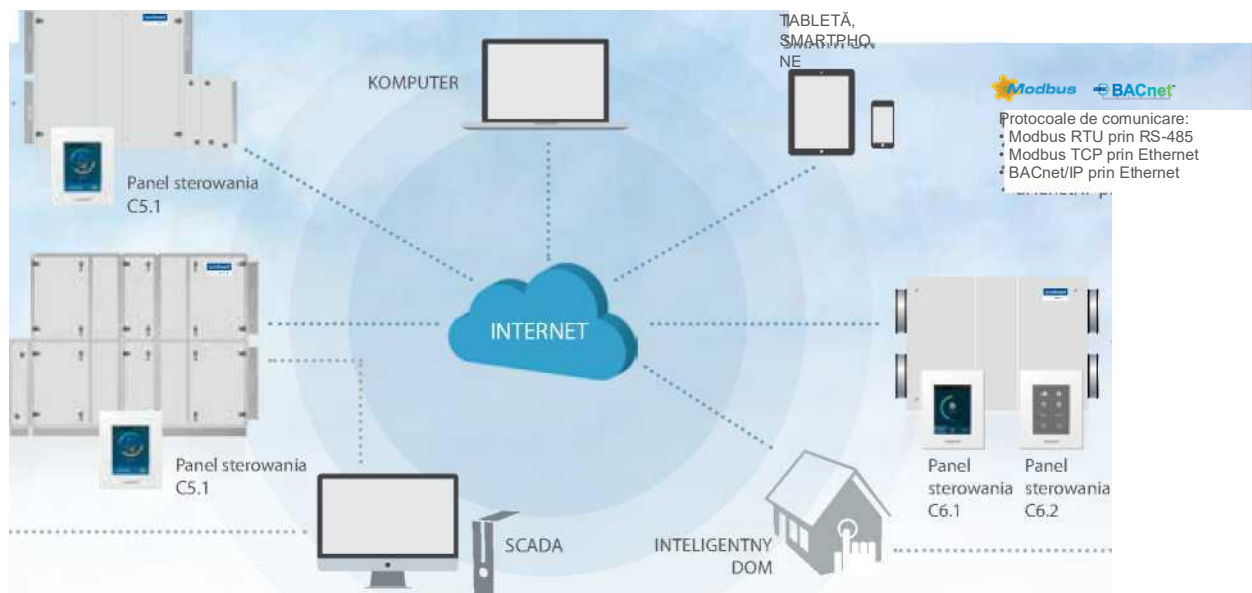 TABLETĂ,
SMARTPHO
NE
KOMPUTER
Modbus
BACnet
Protocoale de comunicare:
• Modbus RTU prin RS-485
• Modbus TCP prin Ethernet
• BACnet/IP prin Ethernet
Panel sterowania
C5.1
INTERNET
Panel sterowania
C5.1
Panel
sterowania
C6.1
Panel
sterowania
C6.2
SCADA
INTELIGENTNY
DOM